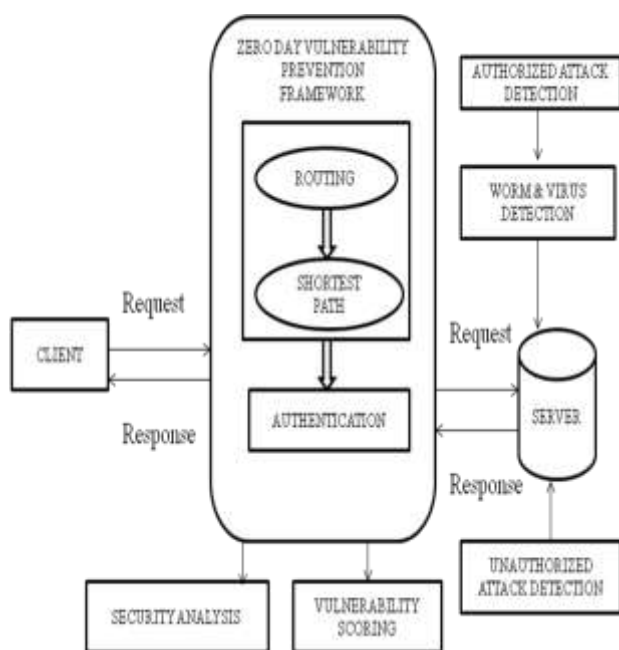 ZERO DAY VULNERABILITY
PREVENTION
FRAMEWORK
ROUTING
SHORTEST
PATH
AUTHENTICATION
CLIENT
Request
Response
AUTHORIZED ATTACK
DETECTION
WORM & VIRUS
DETECTION
Request
SERVER
Response
UNAUTHORIZED
ATTACK DETECTION
SECURITY ANALYSIS
VULNERABILITY
SCORING